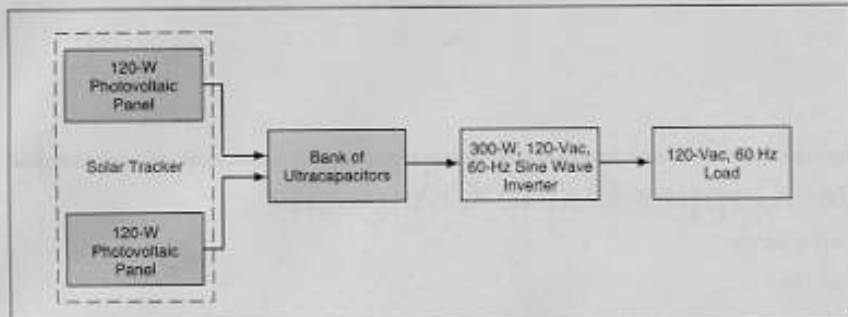 120-W
Photovoltaic
Panel
Solar Tracker
120-W
Photovoltaic
Panel
Bank of
Ultracapacitors
300-W, 120-Vac,
60-Hz Sine Wave
Inverter
120-Vac, 60 Hz
Load